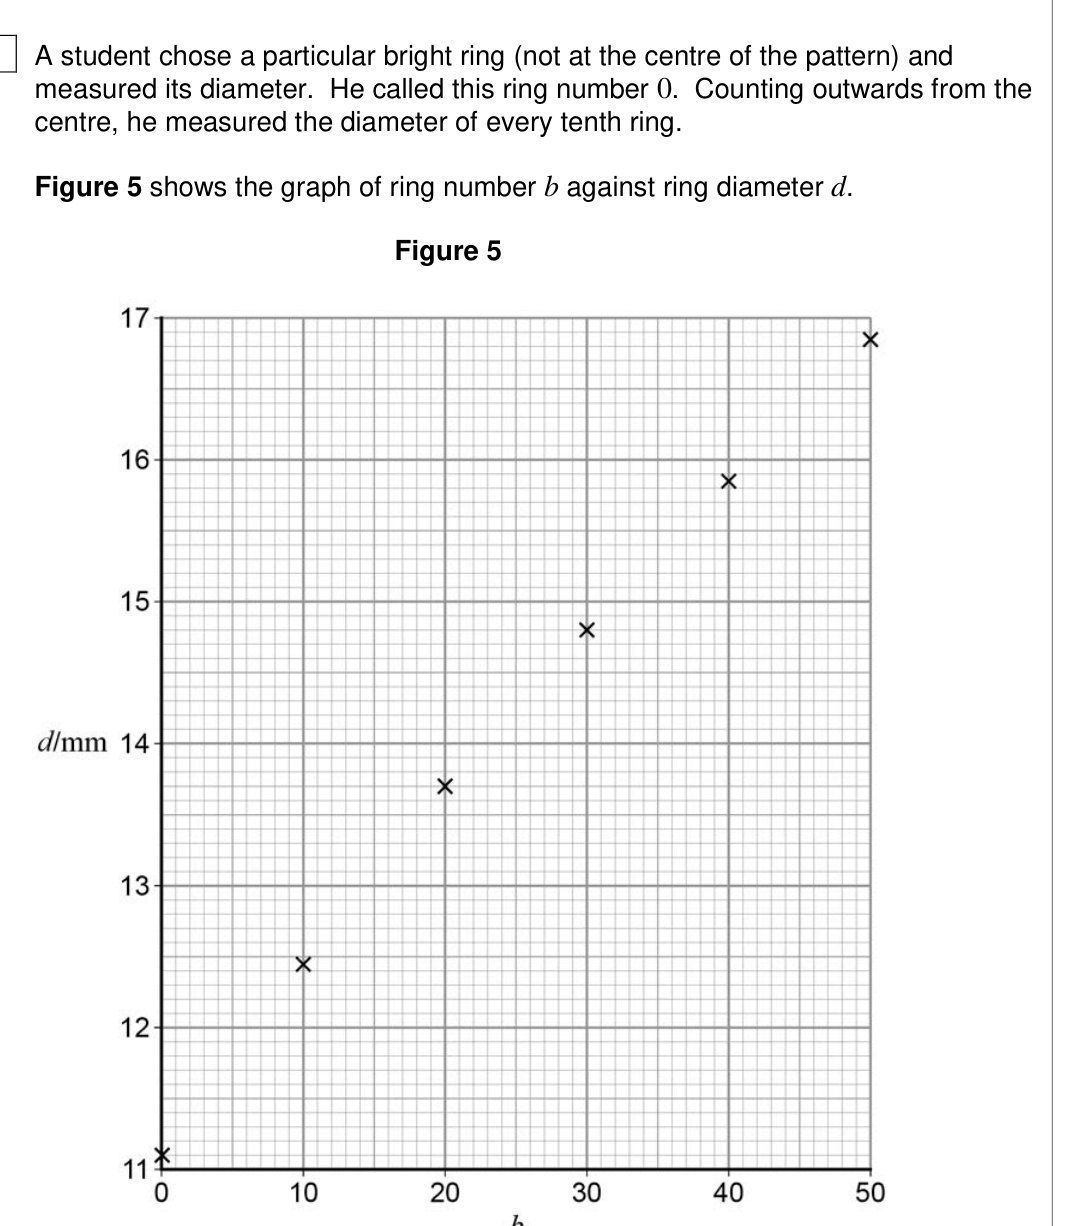 A student chose a particular bright ring (not at the centre of the pattern) and
measured its diameter. He called this ring number 0. Counting outwards from the
centre, he measured the diameter of every tenth ring.
Figure 5 shows the graph of ring number b against ring diameter d.
Figure 5
17
16
15
d/mm 14
13
12
11
0 10 20 30 40 50
b